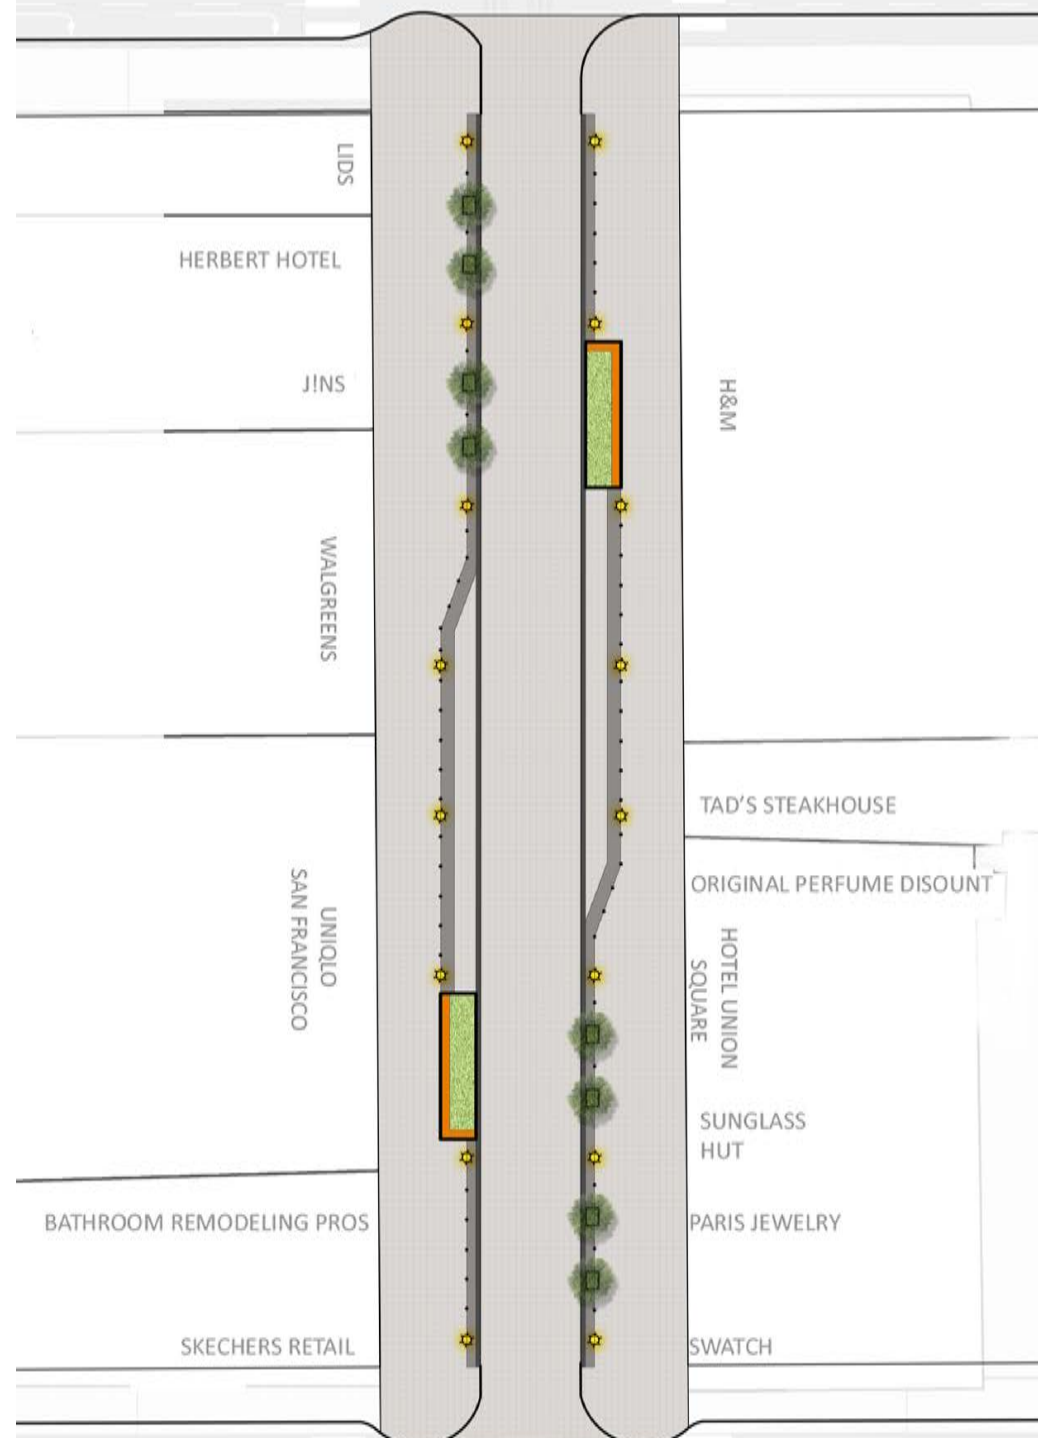 LIDS
HERBERT HOTEL
J!NS
WALGREENS
UNIQLO
SAN FRANCISCO
BATHROOM REMODELING PROS
SKECHERS RETAIL
H&M
TAD'S STEAKHOUSE
ORIGINAL PERFUME DISOUNT
HOTEL UNION
SQUARE
SUNGLASS
HUT
PARIS JEWELRY
SWATCH